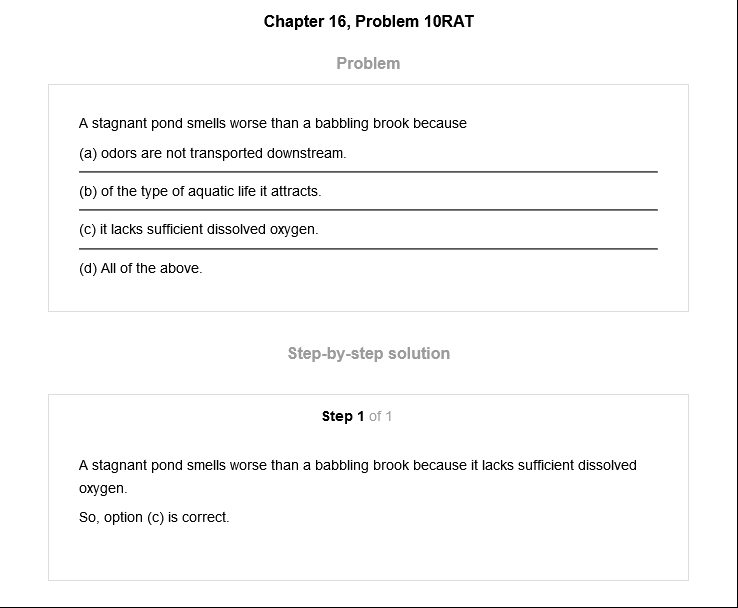 Chapter 16, Problem 10RAT
Problem
A stagnant pond smells worse than a babbling brook because
(a) odors are not transported downstream.
(b) of the type of aquatic life it attracts.
(c) it lacks sufficient dissolved oxygen.
(d) All of the above.
Step-by-step solution
Step 1 of 1
A stagnant pond smells worse than a babbling brook because it lacks sufficient dissolved
oxygen.
So, option (c) is correct.